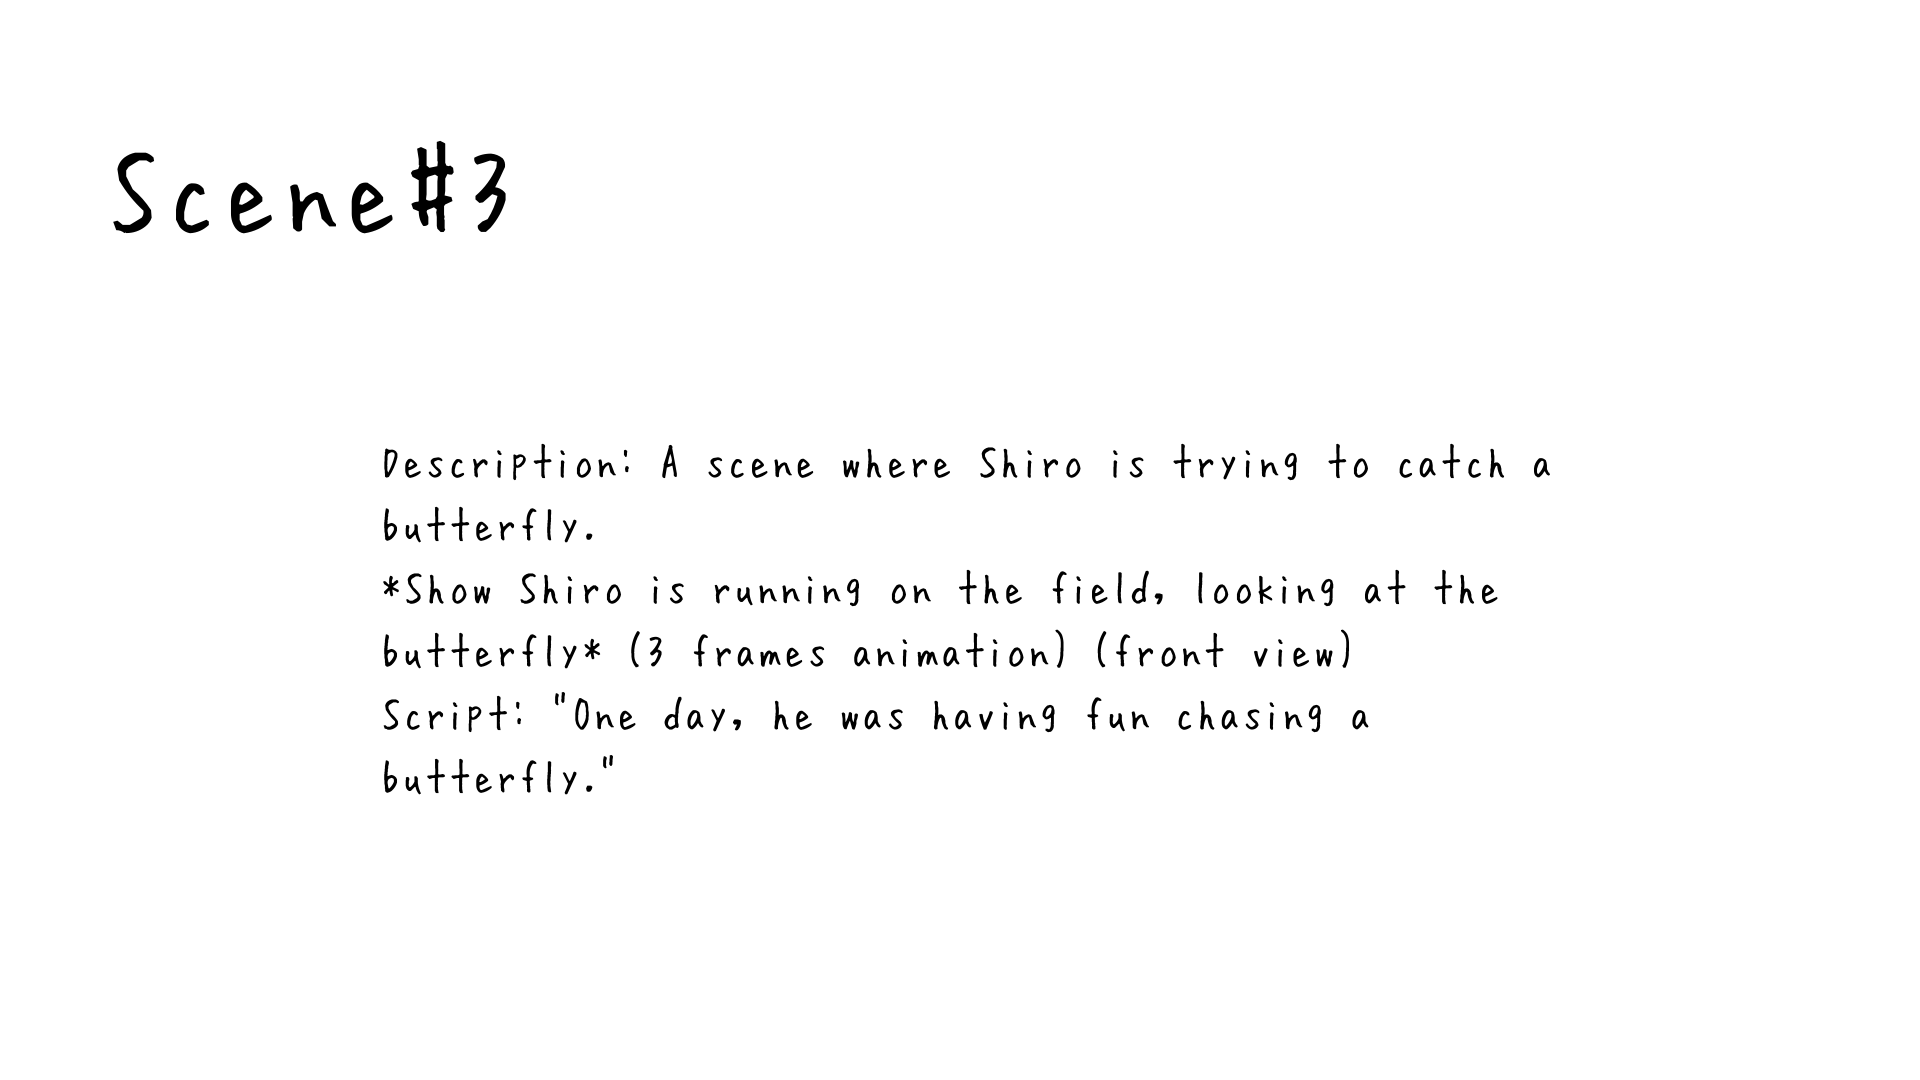 Scene#3
Description: A scene where Shiro is trying to catch a
butterfly.
*Show Shiro is running on the field, looking at the
butterfly* (3 frames animation) (front view)
Script: "One day, he was having fun chasing a
butterfly."